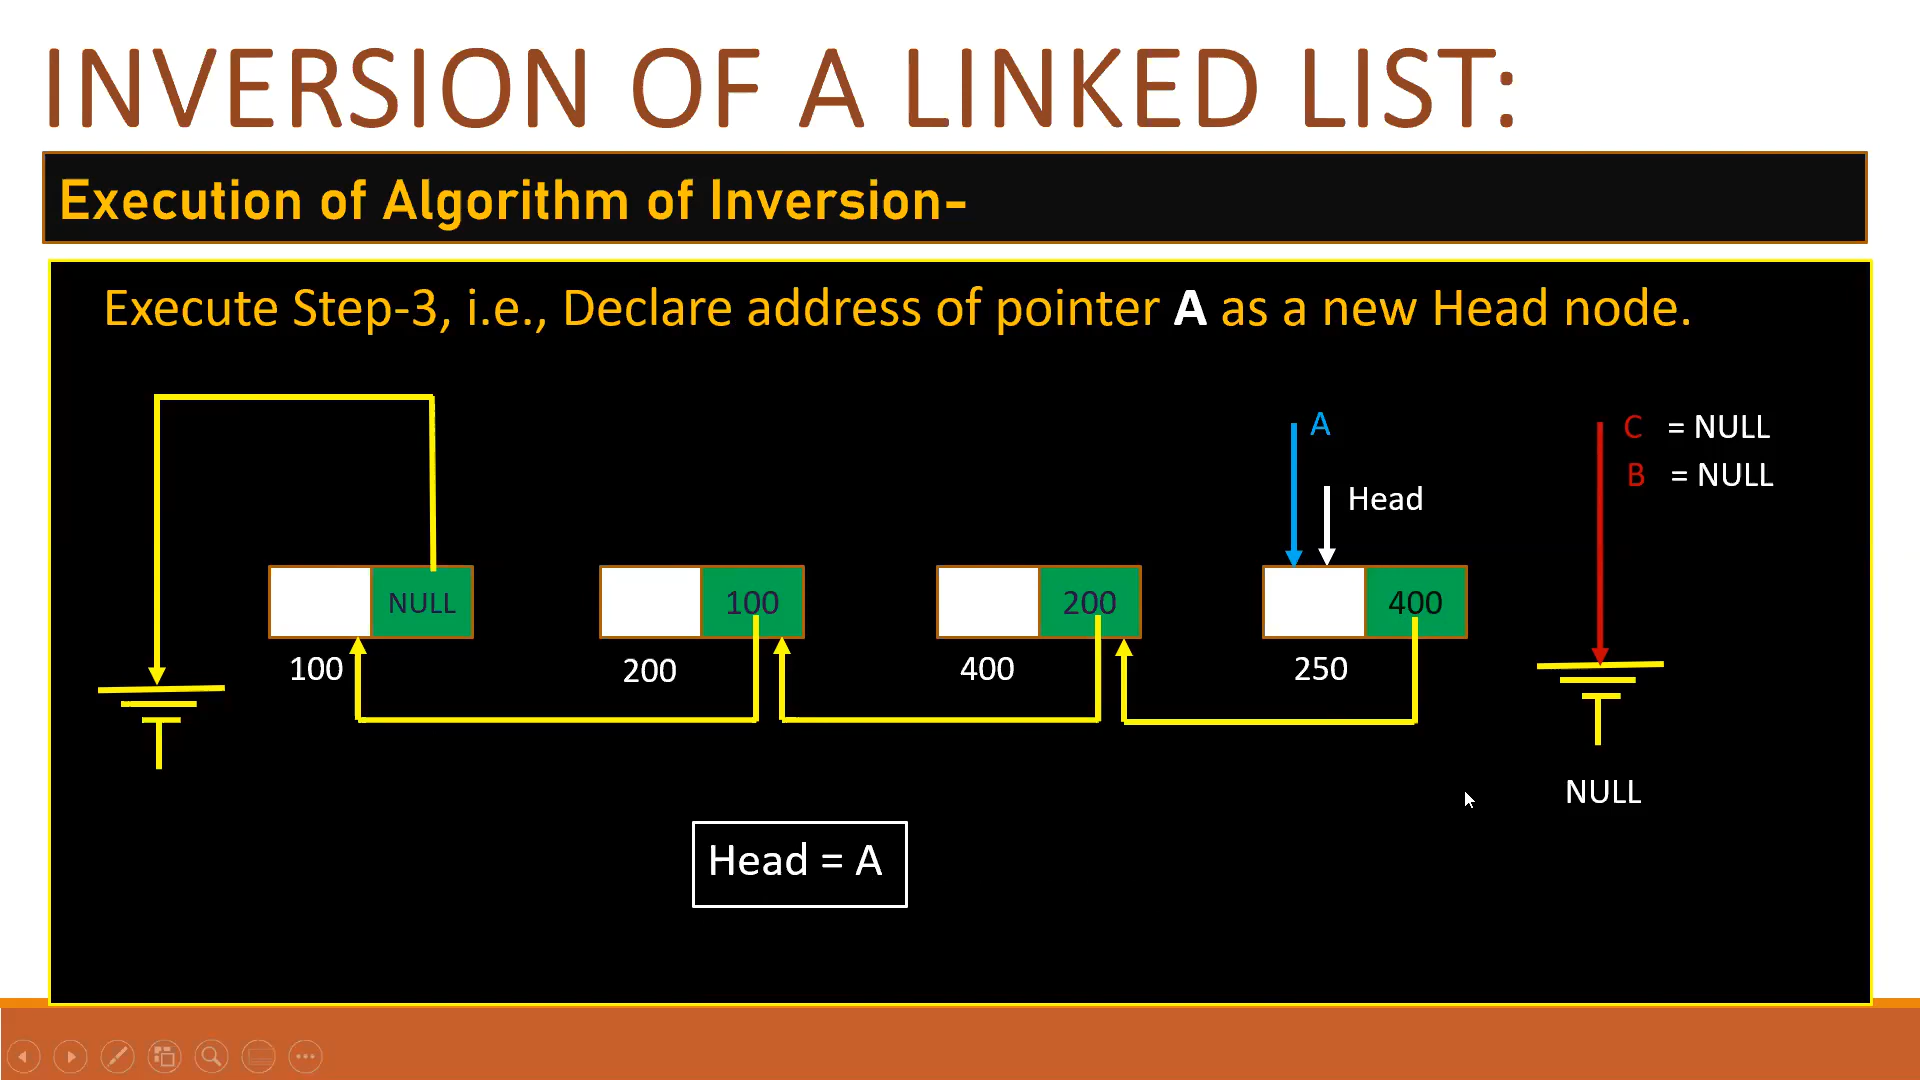 INVERSION OF A LINKED LIST:
Execution of Algorithm of Inversion-
Execute Step-3, i.e., Declare address of pointer A as a new Head node.
A
C = NULL
B = NULL
Head
NULL 100 200 400
100 200 400 250
NULL
Head = A